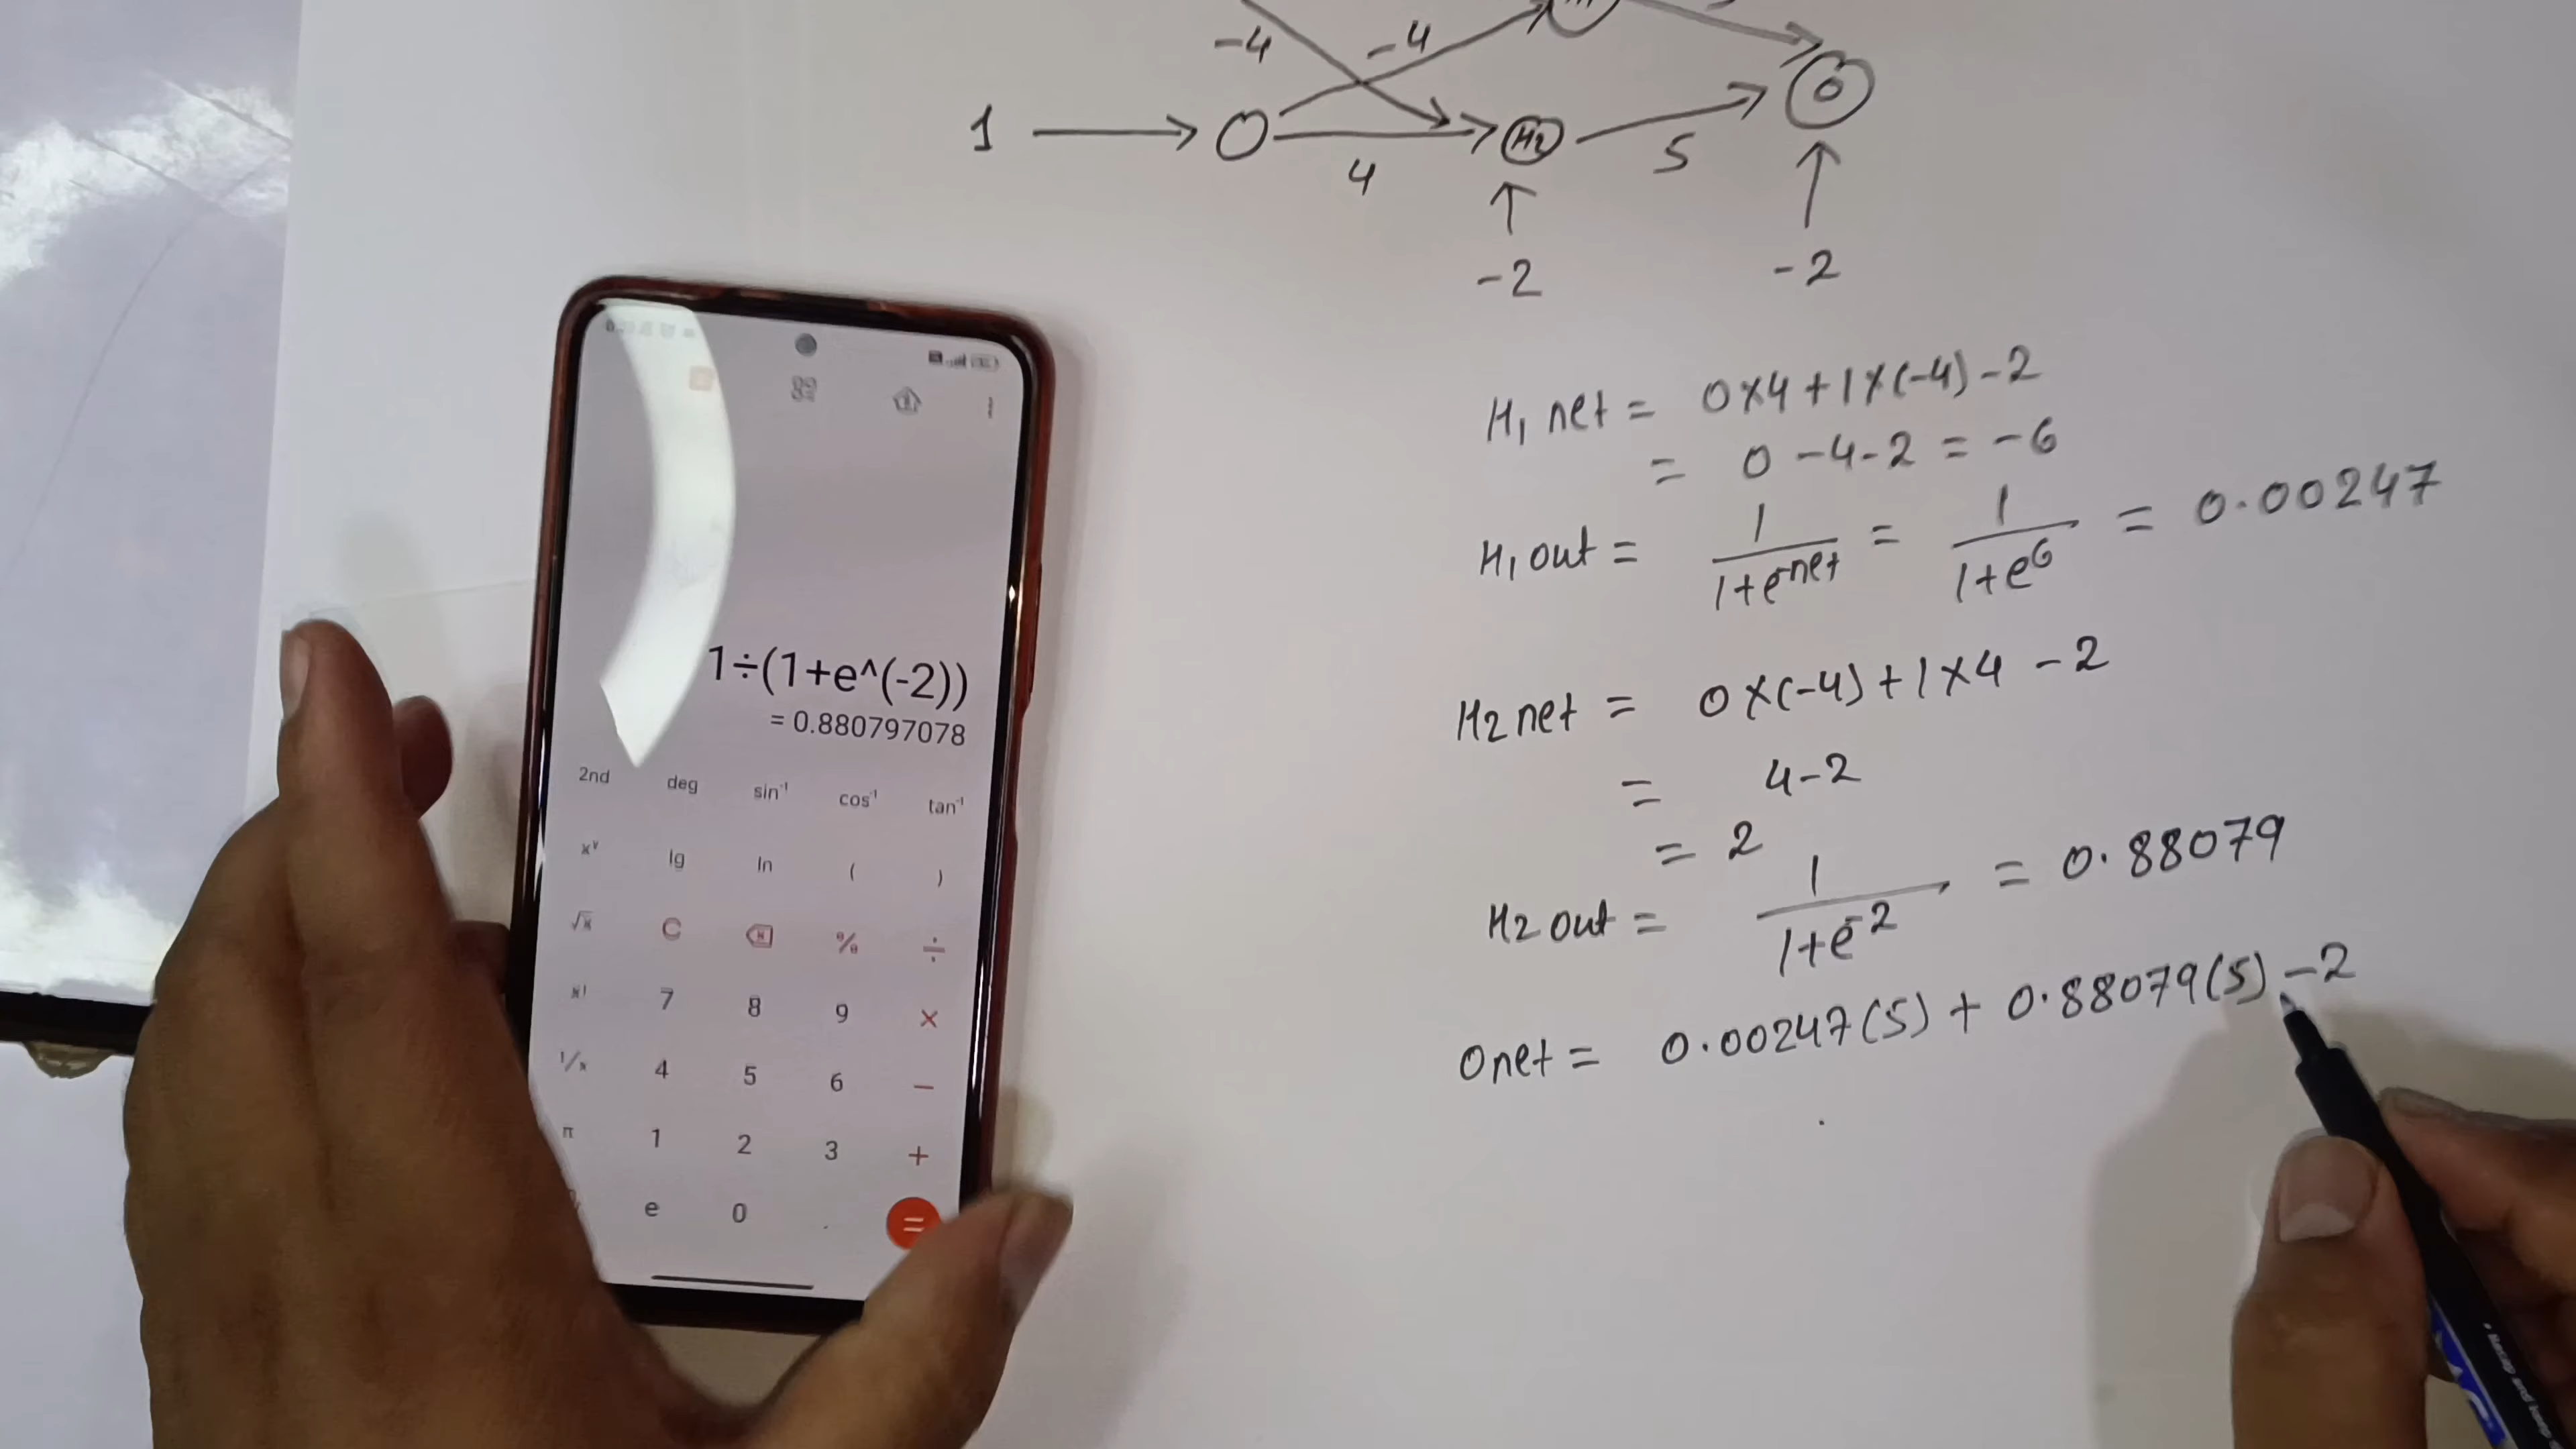 -4
-4
1
4
H2
5
O
-2
-2
H1 net = 0×4+1×(-4)-2
= 0-4-2 = -6
H1 out = 1/1+e^-net = 1/1+e^6 = 0.00247
H2 net = 0×(-4)+1×4-2
= 4-2
= 2
H2 out = 1/1+e^-2 = 0.88079
O net = 0.00247(5)+0.88079(5)-2
1÷(1+e^(-2))
= 0.880797078
2nd deg sin⁻¹ cos⁻¹ tan⁻¹
xʸ lg ln ( )
√x C % ÷
x! 7 8 9 ×
1/x 4 5 6 −
π 1 2 3 +
e 0 . =